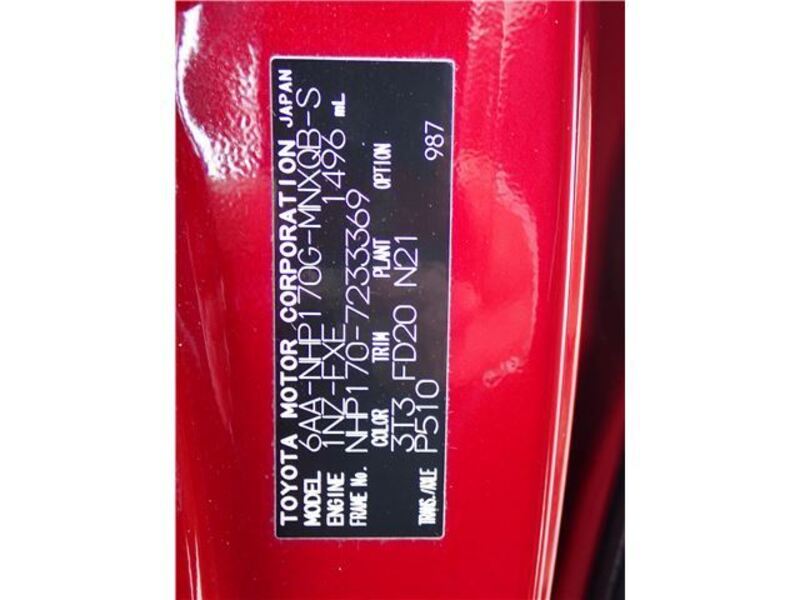 TOYOTA MOTOR CORPORATION JAPAN
MODEL 6AA-NHP170G-MNXQB-S
ENGINE 1NZ-FXE 1496 mL
FRAME No. NHP170-7233369
COLOR TRIM PLANT OPTION
3T3 FD20 N21
TRANS./AXLE P510 987